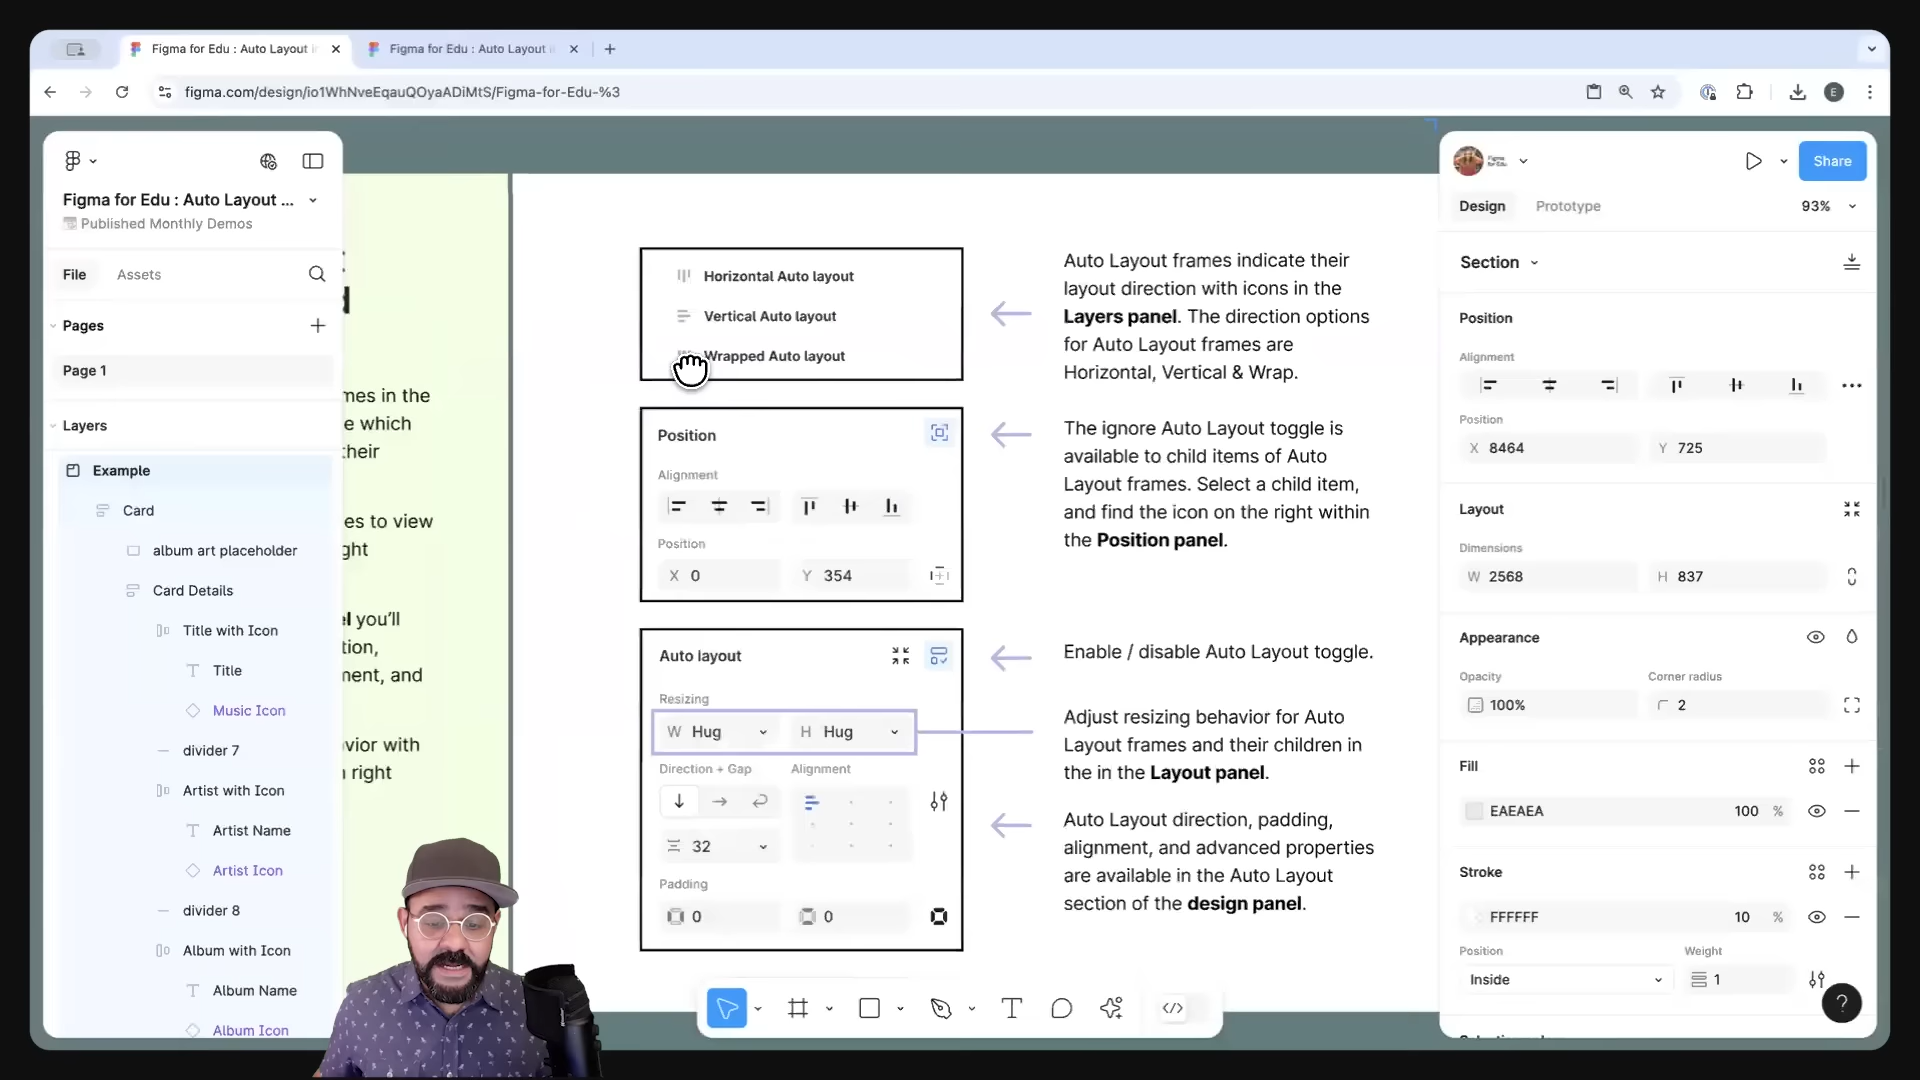 Figma for Edu : Auto Layout i
Figma for Edu : Auto Layout i
figma.com/design/io1WhNveEqauQOyaADiMtS/Figma-for-Edu-%3
E
Figma for Edu : Auto Layout ...
Published Monthly Demos
File
Assets
Pages
Page 1
Layers
Example
Card
album art placeholder
Card Details
Title with Icon
Title
Music Icon
divider 7
Artist with Icon
Artist Name
Artist Icon
divider 8
Album with Icon
Album Name
Album Icon
mes in the
e which
their
es to view
ght
el you'll
tion,
ment, and
avior with
right
Horizontal Auto layout
Vertical Auto layout
Wrapped Auto layout
Auto Layout frames indicate their
layout direction with icons in the
Layers panel. The direction options
for Auto Layout frames are
Horizontal, Vertical & Wrap.
Position
Alignment
Position
X 0
Y 354
The ignore Auto Layout toggle is
available to child items of Auto
Layout frames. Select a child item,
and find the icon on the right within
the Position panel.
Auto layout
Resizing
W Hug
H Hug
Direction + Gap
Alignment
32
Padding
0
0
Enable / disable Auto Layout toggle.
Adjust resizing behavior for Auto
Layout frames and their children in
the in the Layout panel.
Auto Layout direction, padding,
alignment, and advanced properties
are available in the Auto Layout
section of the design panel.
Figma for Edu
Share
Design
Prototype
93%
Section
Position
Alignment
Position
X 8464
Y 725
Layout
Dimensions
W 2568
H 837
Appearance
Opacity
Corner radius
100%
2
Fill
EAEAEA
100 %
Stroke
FFFFFF
10 %
Position
Weight
Inside
1
?